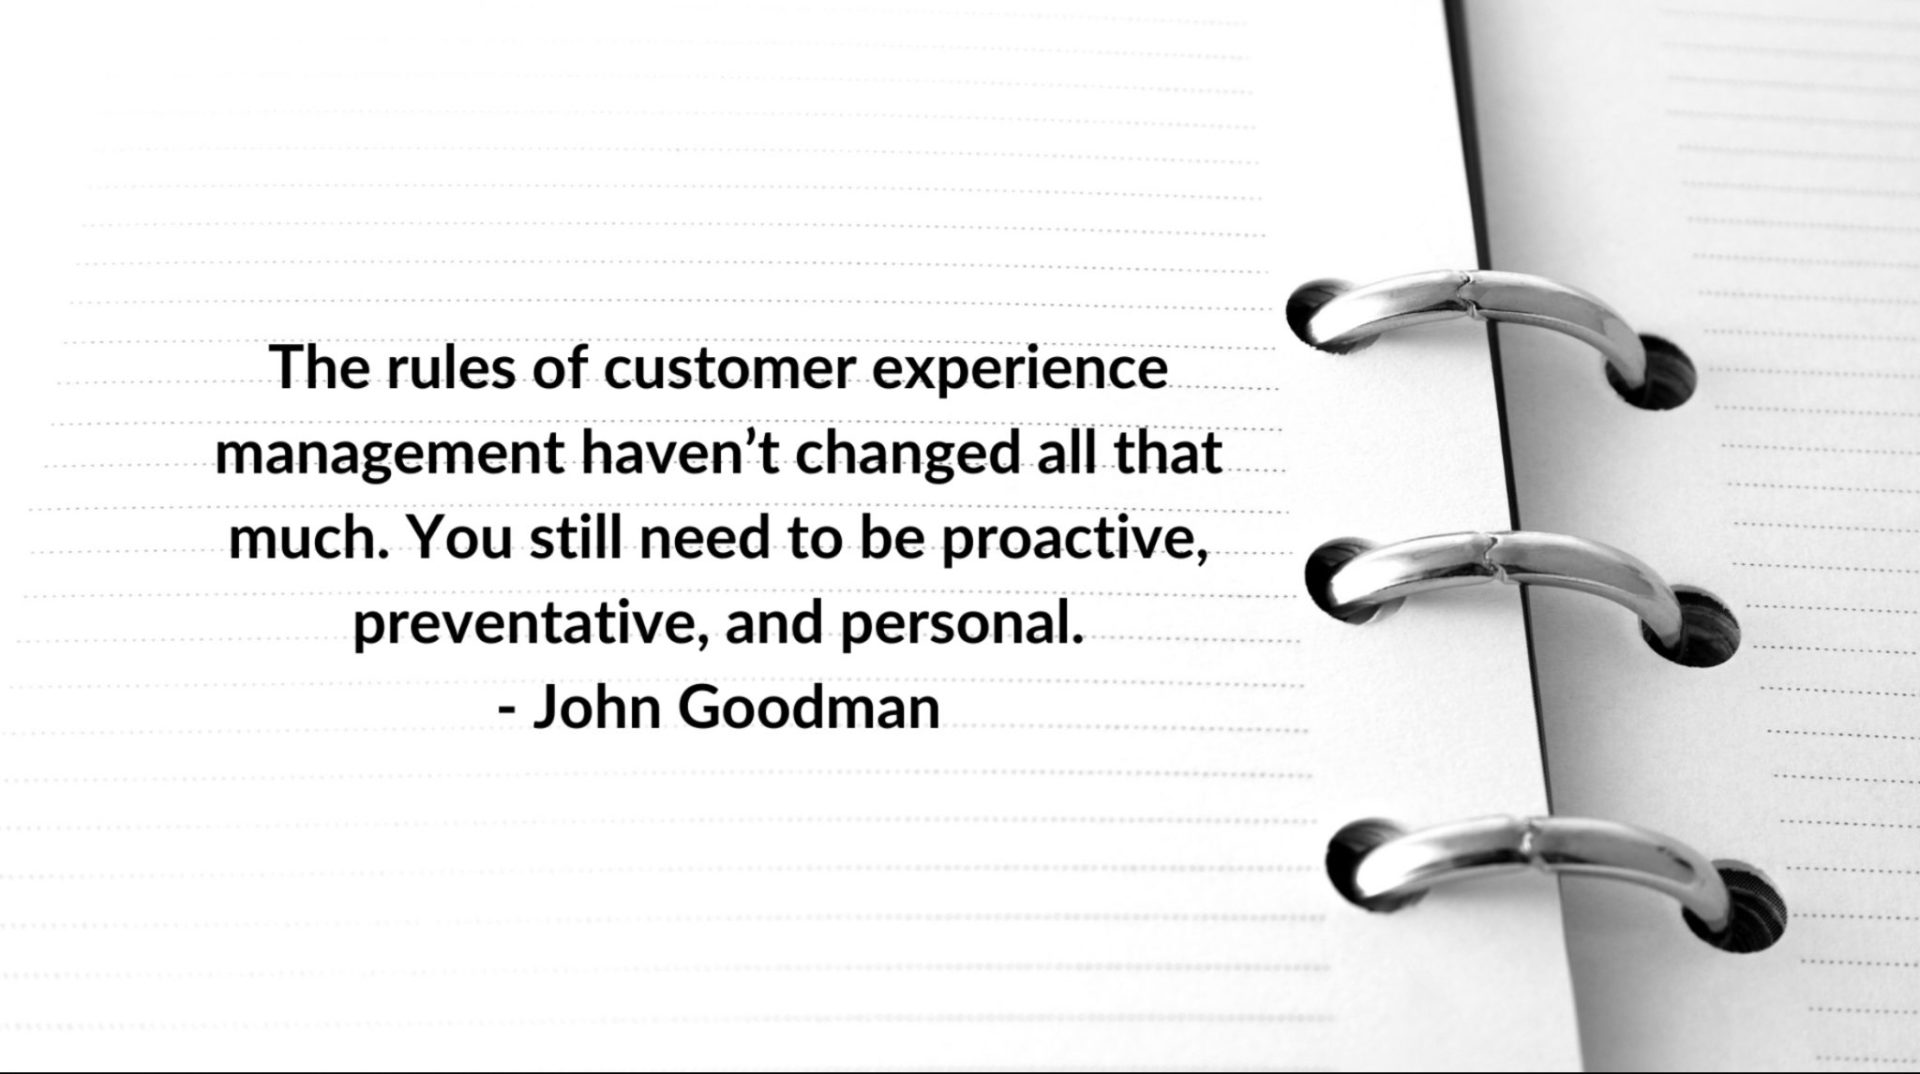 The rules of customer experience
management haven’t changed all that
much. You still need to be proactive,
preventative, and personal.
- John Goodman